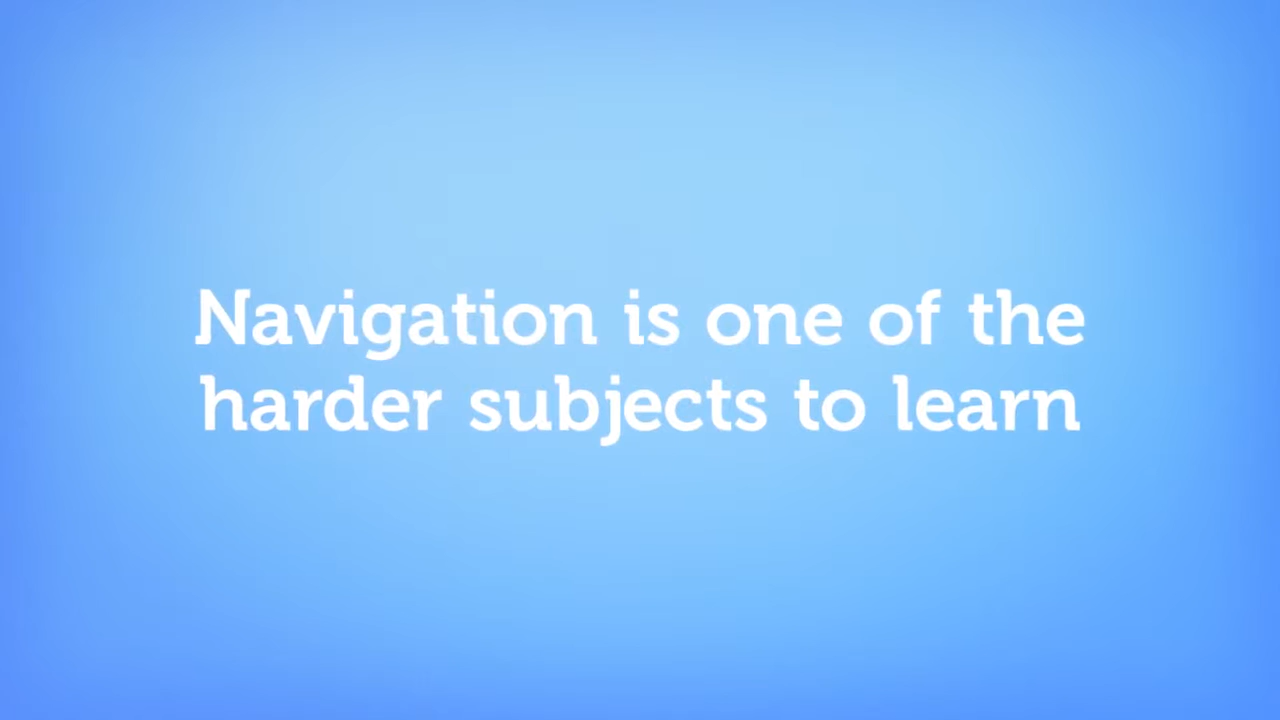 Navigation is one of the
harder subjects to learn